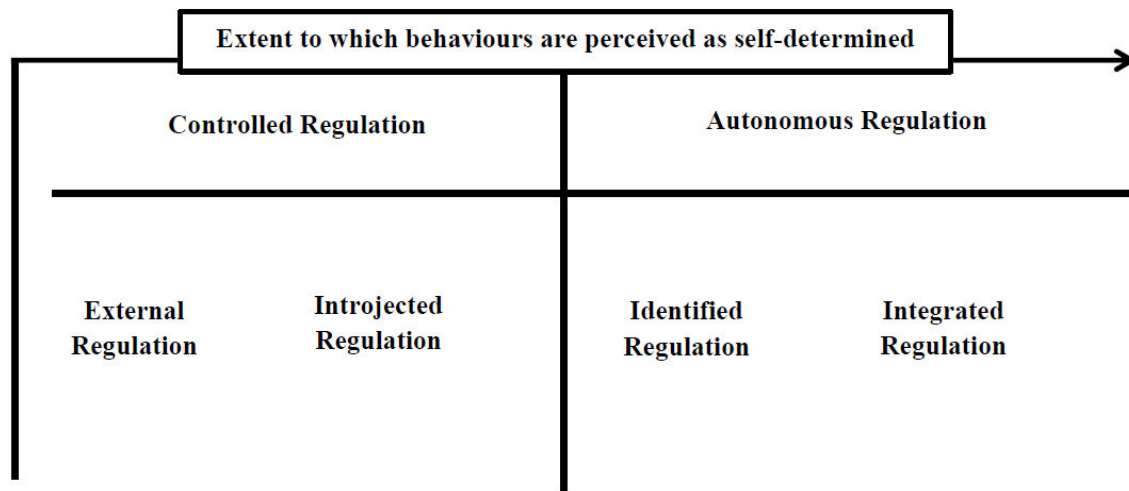 Extent to which behaviours are perceived as self-determined
Controlled Regulation
Autonomous Regulation
External
Regulation
Introjected
Regulation
Identified
Regulation
Integrated
Regulation